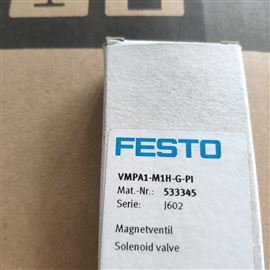 FESTO
VMPA1-M1H-G-PI
Mat.-Nr.: 533345
Serie: J602
Magnetventil
Solenoid valve